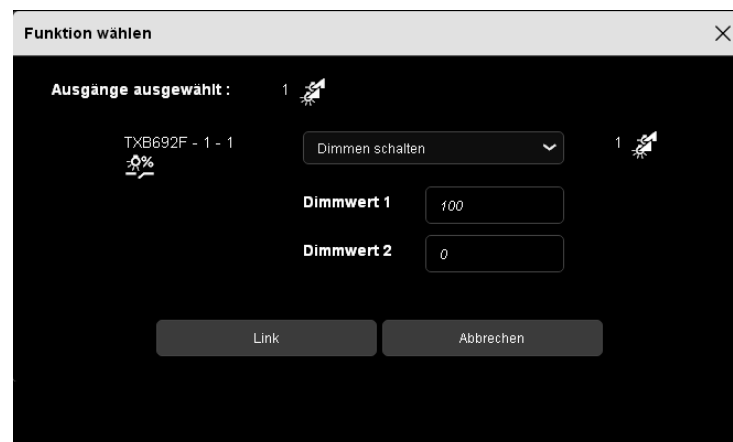 Funktion wählen
Ausgänge ausgewählt : 1
TXB692F - 1 - 1 Dimmen schalten 1
%
Dimmwert 1 100
Dimmwert 2 0
Link Abbrechen